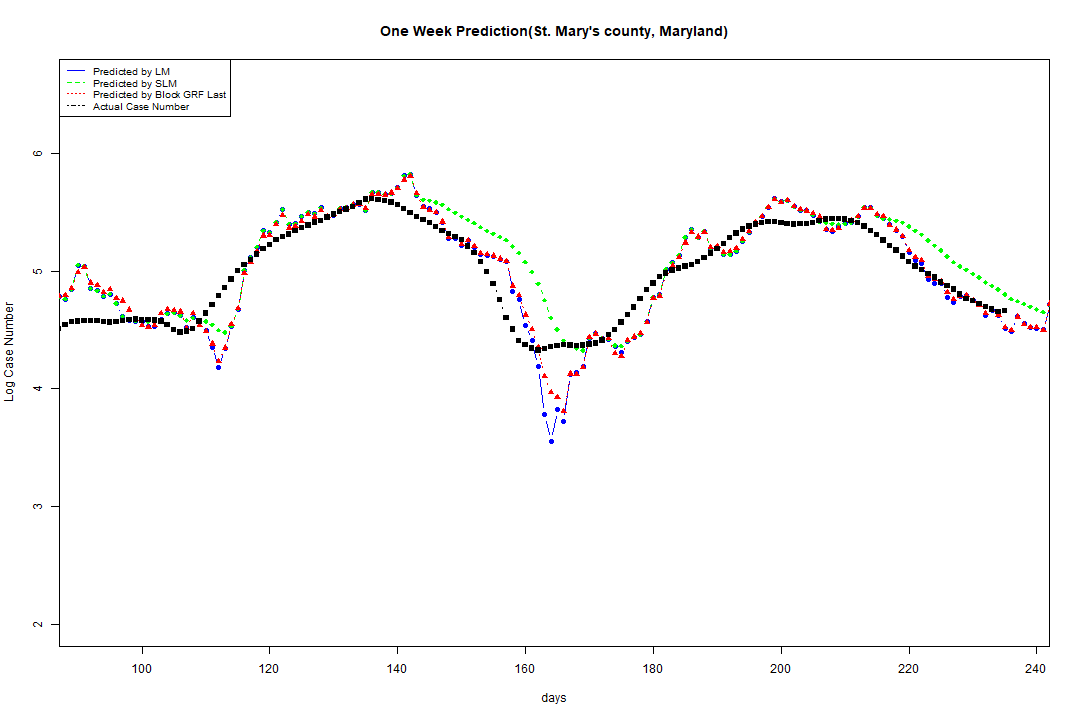 One Week Prediction(St. Mary's county, Maryland)
Predicted by LM
Predicted by SLM
Predicted by Block GRF Last
Actual Case Number
Log Case Number
6
5
4
3
2
100 120 140 160 180 200 220 240
days